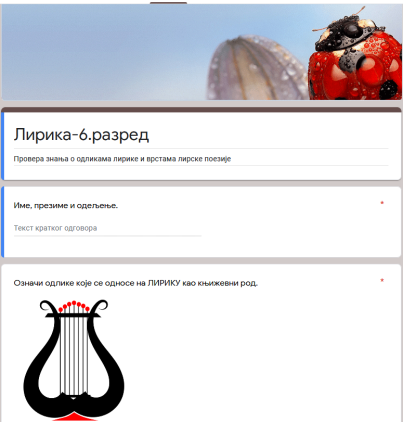 Лирика-6.разред
Провера знања о одликама лирике и врстама лирске поезије
Име, презиме и одељење.
*
Текст кратког одговора
Означи одлике које се односе на ЛИРИКУ као књижевни род.
*